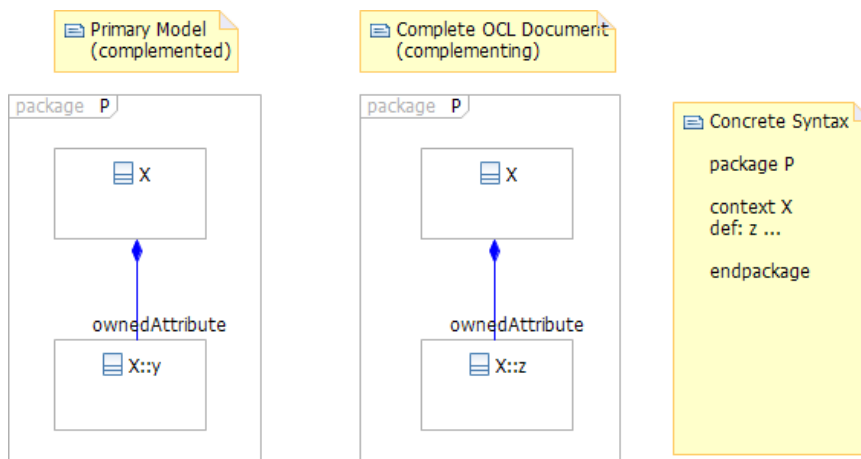 Primary Model
(complemented)
Complete OCL Document
(complementing)
package P
X
ownedAttribute
X::y
package P
X
ownedAttribute
X::z
Concrete Syntax
package P
context X
def: z ...
endpackage